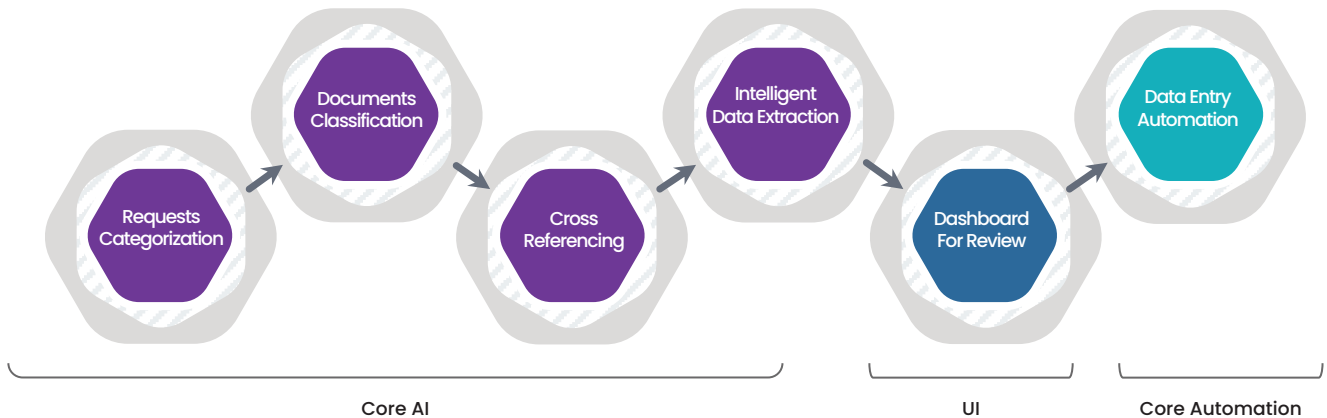 Requests
Categorization
Documents
Classification
Cross
Referencing
Intelligent
Data Extraction
Dashboard
For Review
Data Entry
Automation
Core AI
UI
Core Automation